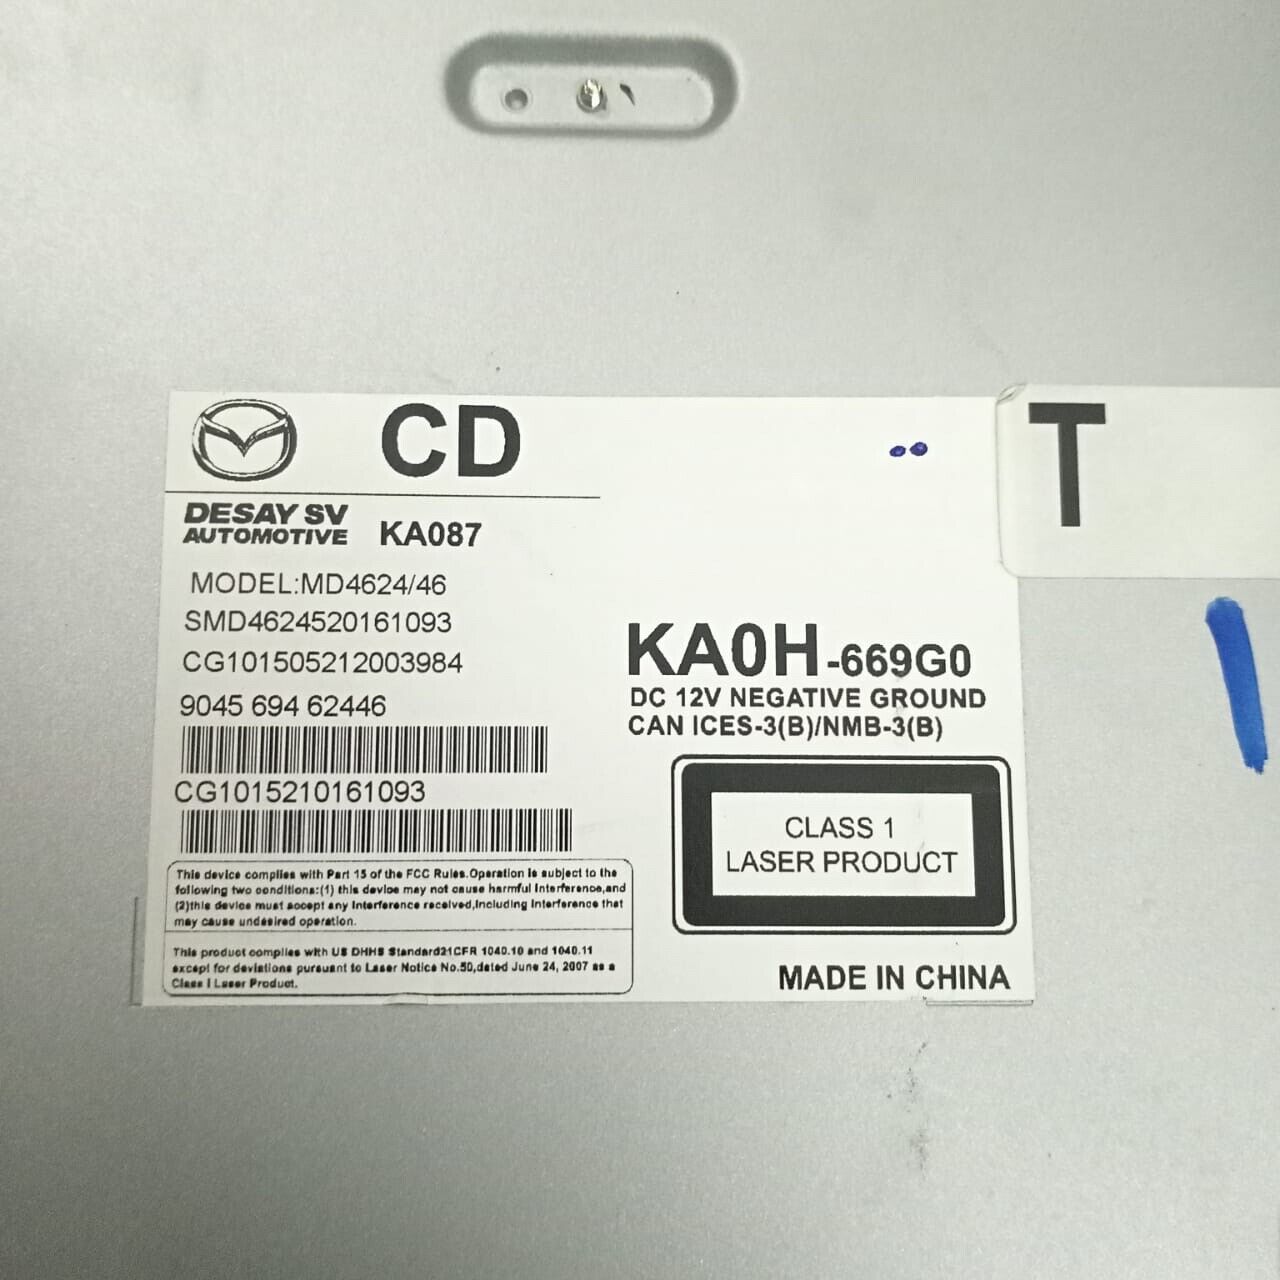 CD
T
DESAY SV
AUTOMOTIVE KA087
MODEL:MD4624/46
SMD4624520161093
CG101505212003984
9045 694 62446
CG1015210161093
KA0H-669G0
DC 12V NEGATIVE GROUND
CAN ICES-3(B)/NMB-3(B)
CLASS 1
LASER PRODUCT
This device complies with Part 15 of the FCC Rules.Operation is subject to the
following two conditions:(1) this device may not cause harmful interference,and
(2)this device must accept any interference received,including interference that
may cause undesired operation.
This product complies with US DHHS Standard21CFR 1040.10 and 1040.11
except for deviations pursuant to Laser Notice No.50,dated June 24, 2007 as a
Class I Laser Product.
MADE IN CHINA